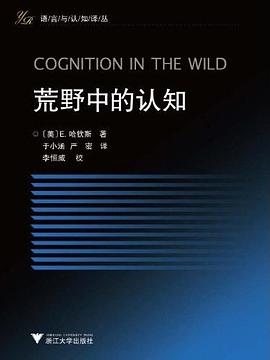 语/言/与/认/知/译/丛
COGNITION IN THE WILD
荒野中的认知
〔美〕E. 哈钦斯 著
于小涵 严 密 译
李恒威 校
浙江大学出版社